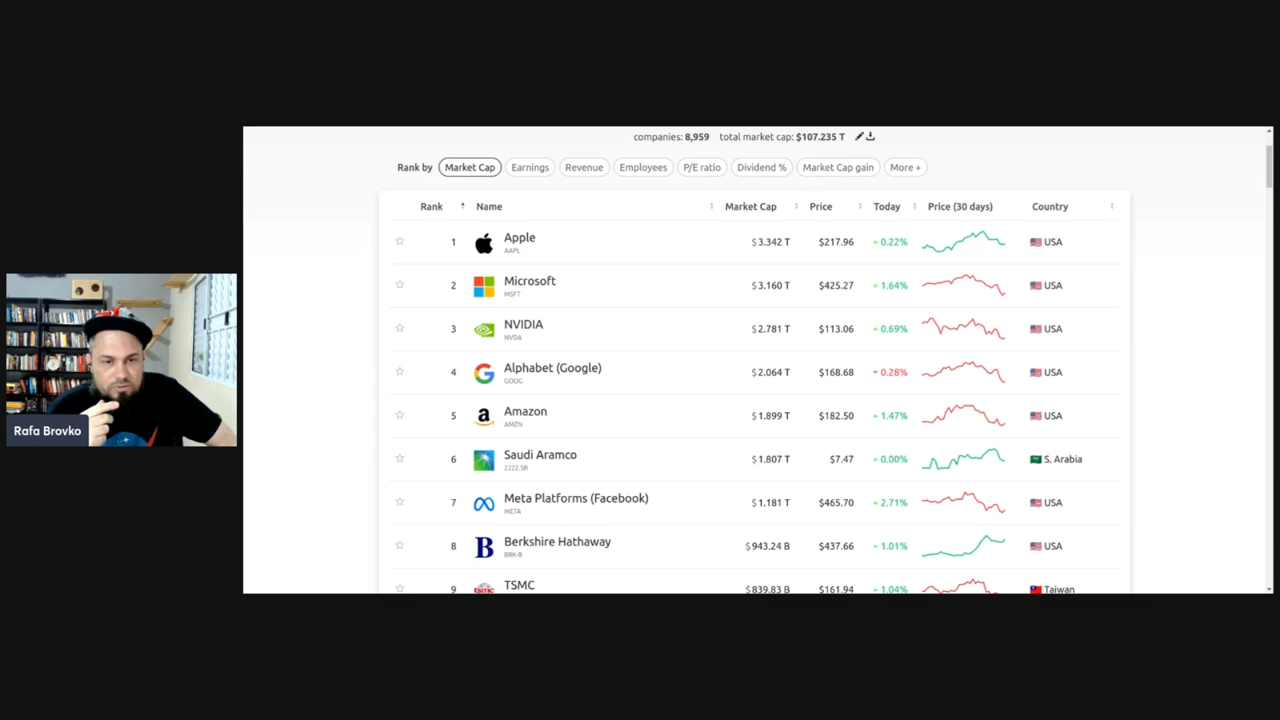 companies: 8,959 total market cap: $107.235 T
Rank by Market Cap Earnings Revenue Employees P/E ratio Dividend % Market Cap gain More +
Rank Name Market Cap Price Today Price (30 days) Country
1 Apple $3.342 T $217.96 0.22% USA
AAPL
2 Microsoft $3.160 T $425.27 1.64% USA
MSFT
3 NVIDIA $2.781 T $113.06 0.69% USA
NVDA
4 Alphabet (Google) $2.064 T $168.68 0.28% USA
GOOG
5 a Amazon $1.899 T $182.50 1.47% USA
AMZN
6 Saudi Aramco $1.807 T $7.47 0.00% S. Arabia
2222.SR
7 Meta Platforms (Facebook) $1.181 T $465.70 2.71% USA
META
8 B Berkshire Hathaway $943.24 B $437.66 1.01% USA
BRK-B
9 tsmc TSMC $839.83 B $161.94 1.04% Taiwan
Rafa Brovko